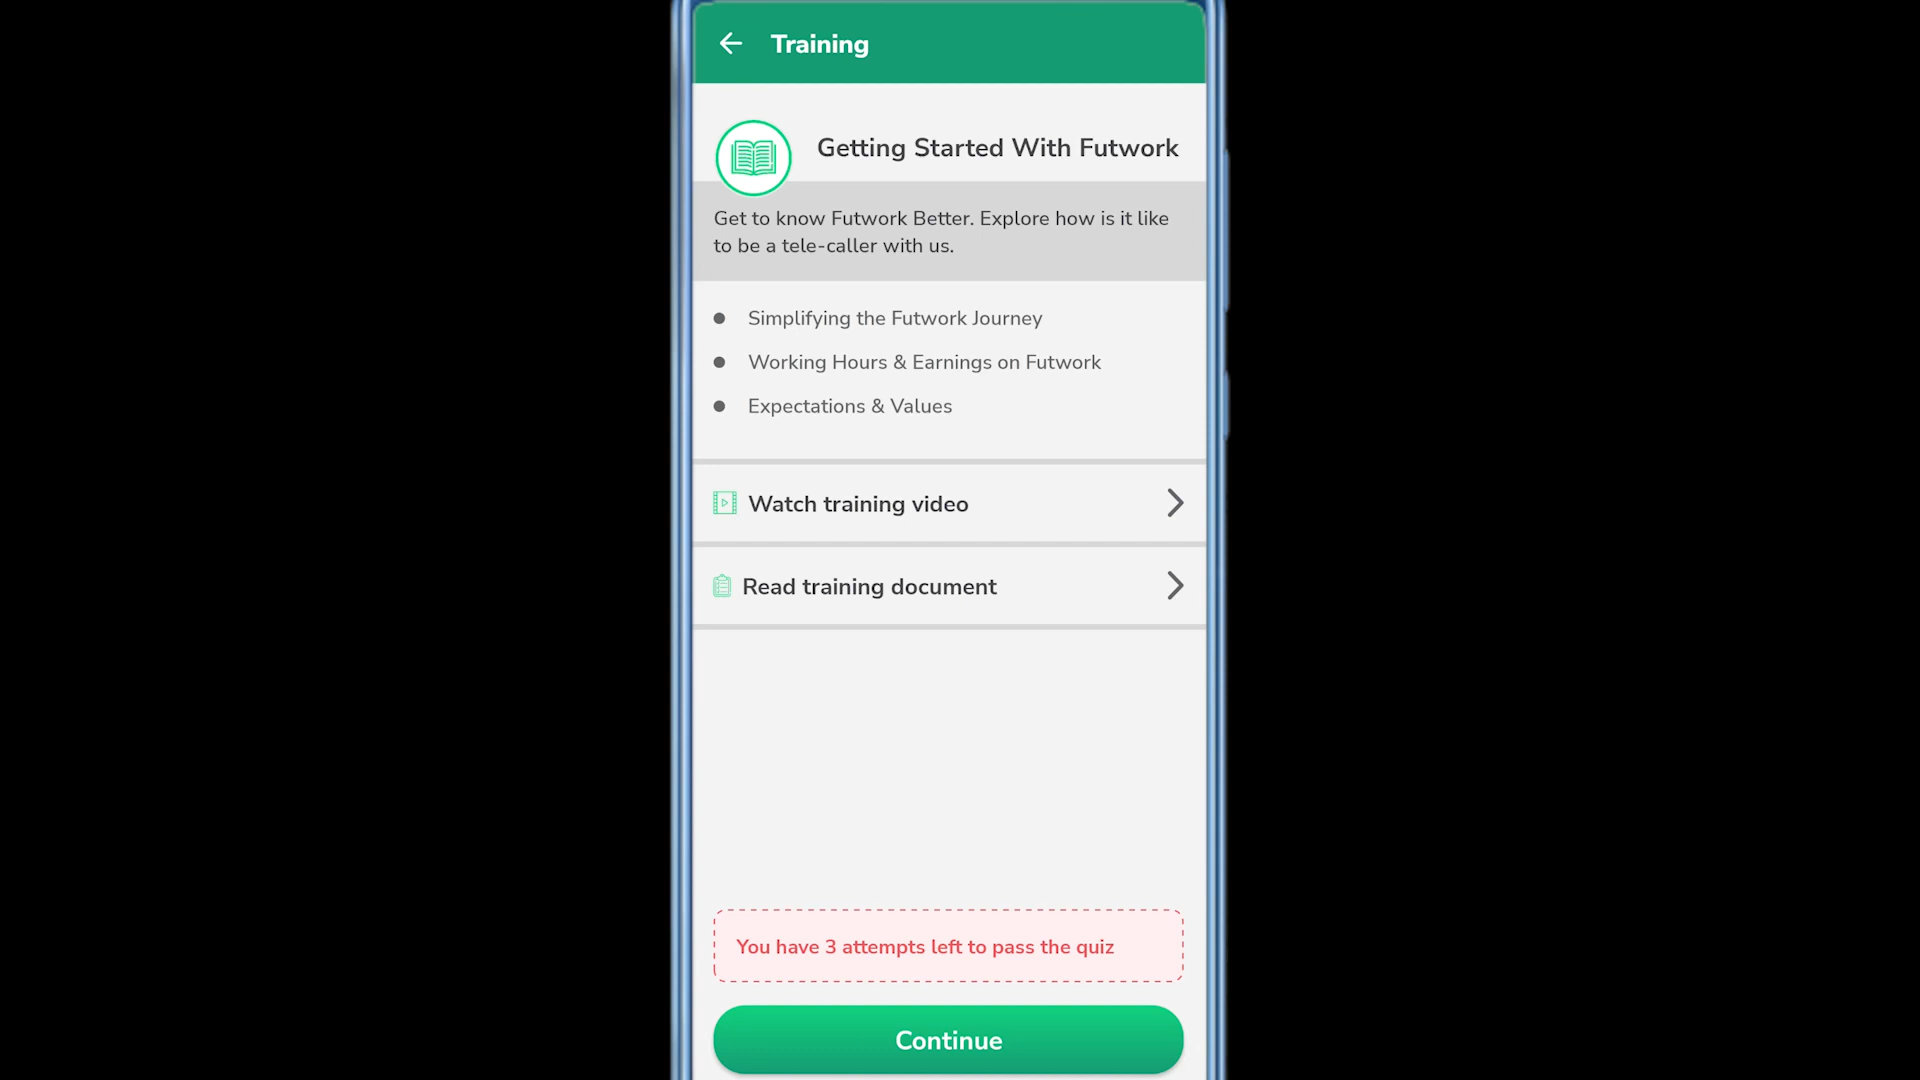 Training
Getting Started With Futwork
Get to know Futwork Better. Explore how is it like
to be a tele-caller with us.
Simplifying the Futwork Journey
Working Hours & Earnings on Futwork
Expectations & Values
Watch training video
Read training document
You have 3 attempts left to pass the quiz
Continue